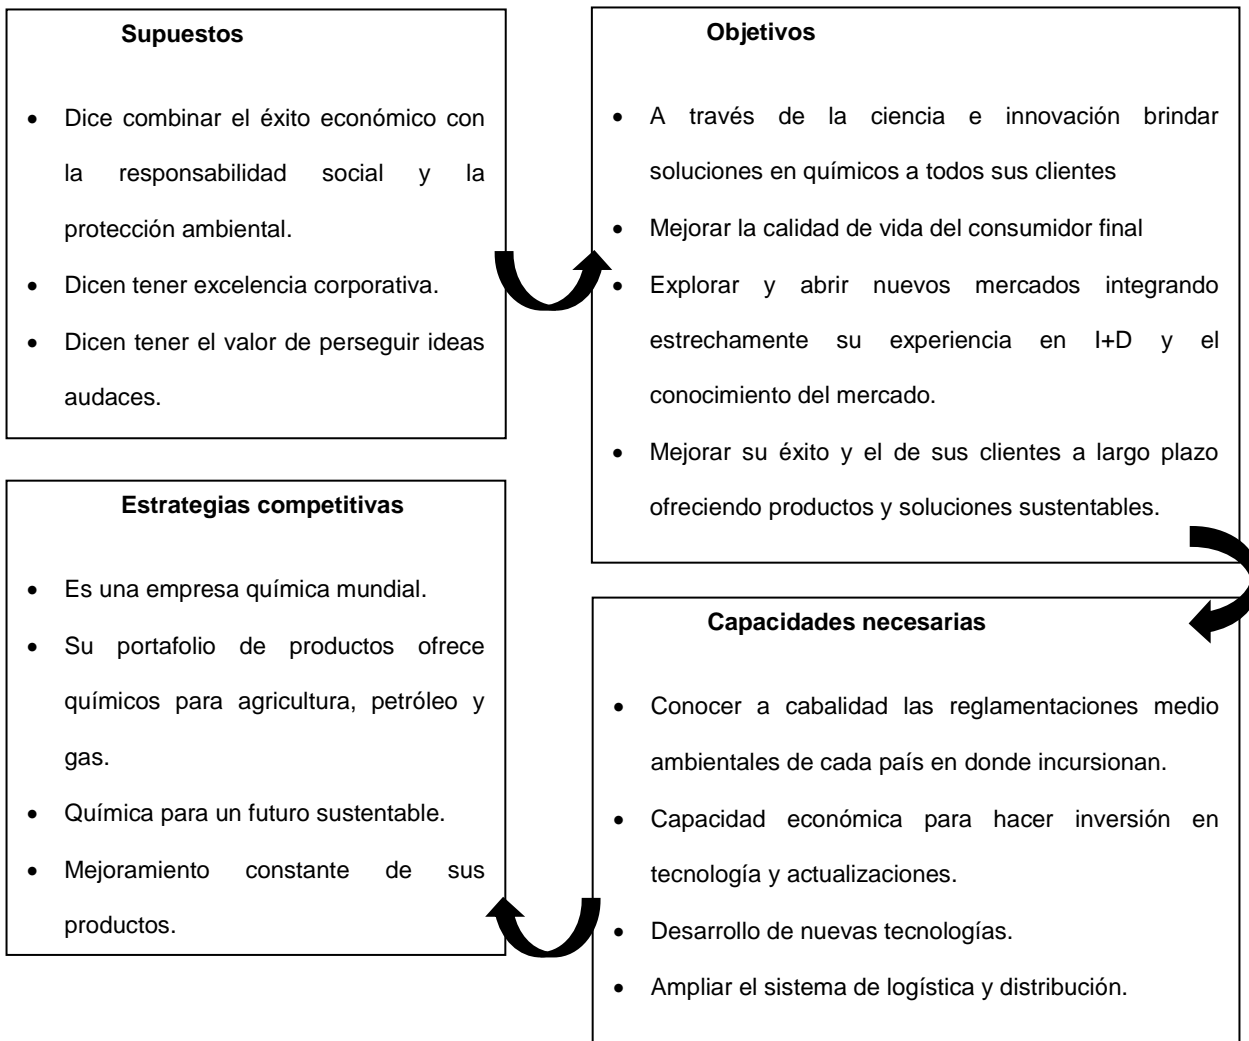 Supuestos
• Dice combinar el éxito económico con
la responsabilidad social y la
protección ambiental.
• Dicen tener excelencia corporativa.
• Dicen tener el valor de perseguir ideas
audaces.
Objetivos
• A través de la ciencia e innovación brindar
soluciones en químicos a todos sus clientes
• Mejorar la calidad de vida del consumidor final
• Explorar y abrir nuevos mercados integrando
estrechamente su experiencia en I+D y el
conocimiento del mercado.
• Mejorar su éxito y el de sus clientes a largo plazo
ofreciendo productos y soluciones sustentables.
Capacidades necesarias
• Conocer a cabalidad las reglamentaciones medio
ambientales de cada país en donde incursionan.
• Capacidad económica para hacer inversión en
tecnología y actualizaciones.
• Desarrollo de nuevas tecnologías.
• Ampliar el sistema de logística y distribución.
Estrategias competitivas
• Es una empresa química mundial.
• Su portafolio de productos ofrece
químicos para agricultura, petróleo y
gas.
• Química para un futuro sustentable.
• Mejoramiento constante de sus
productos.